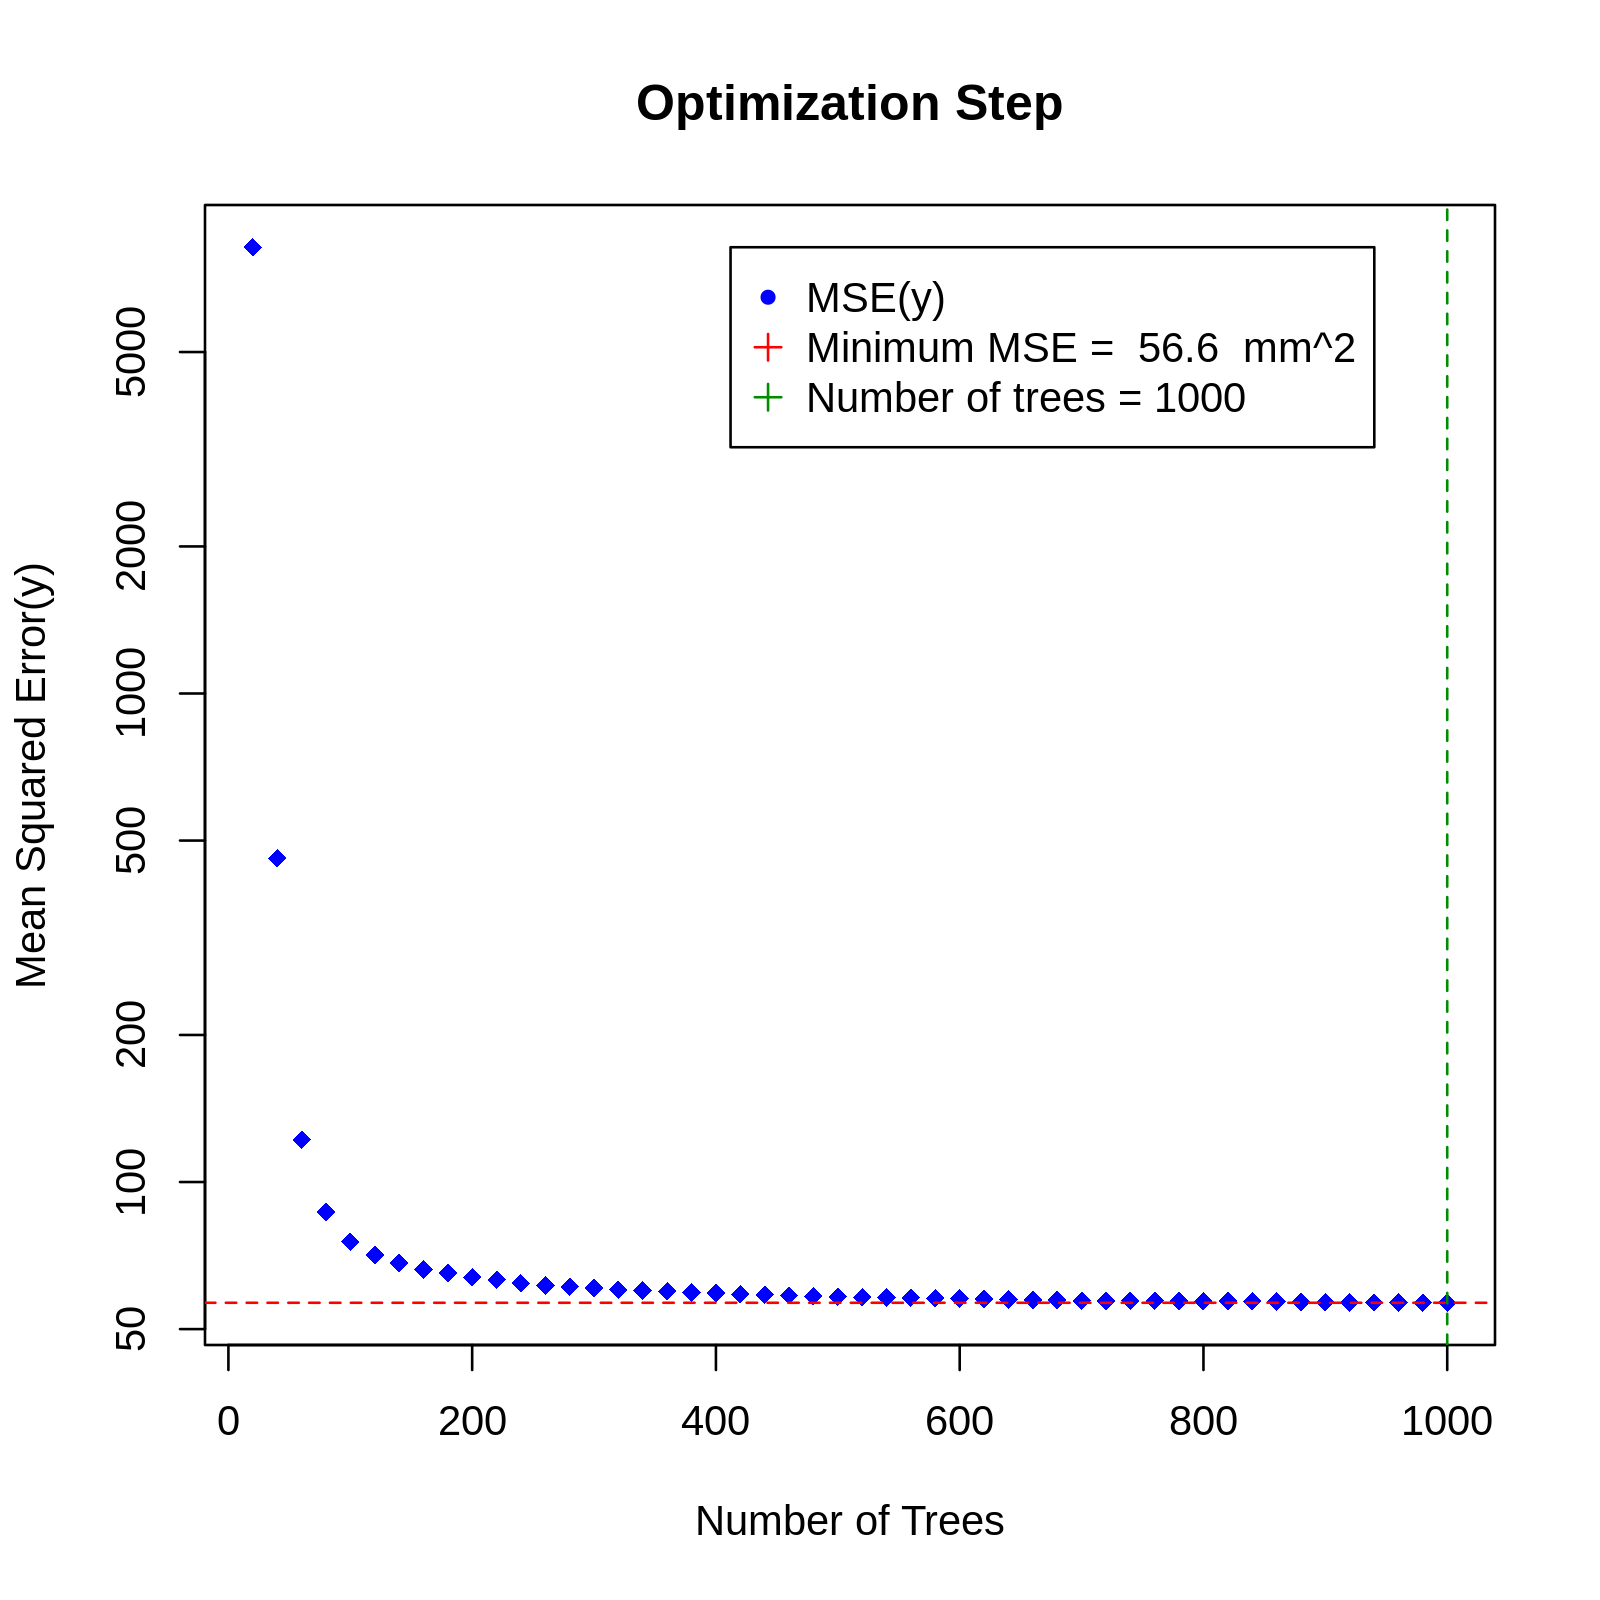 Optimization Step
MSE(y)
Minimum MSE =  56.6  mm^2
Number of trees = 1000
Mean Squared Error(y)
5000
2000
1000
500
200
100
50
0 200 400 600 800 1000
Number of Trees